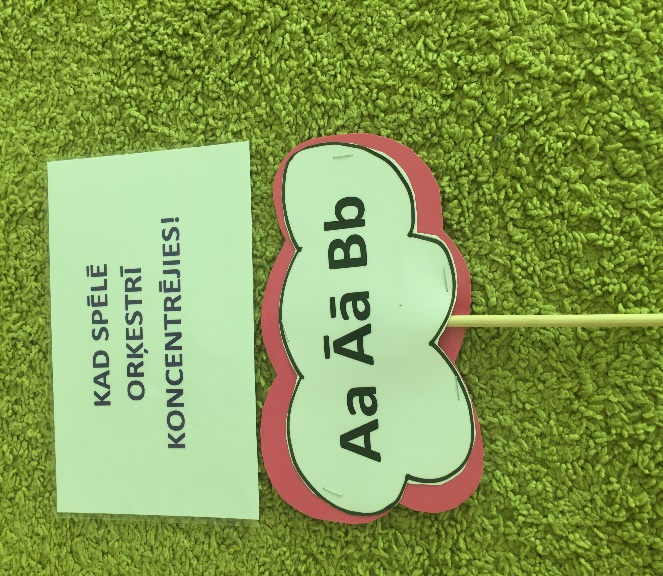 KAD SPĒLĒ
ORĶESTRĪ
KONCENTRĒJIES!
Aa Āā Bb